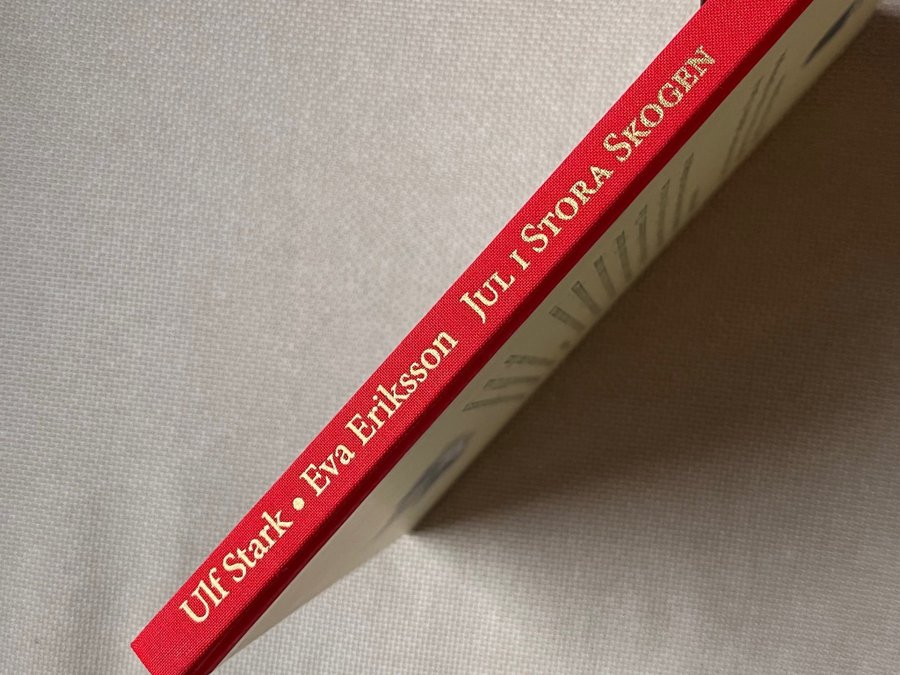 Ulf Stark • Eva Eriksson JUL I STORA SKOGEN